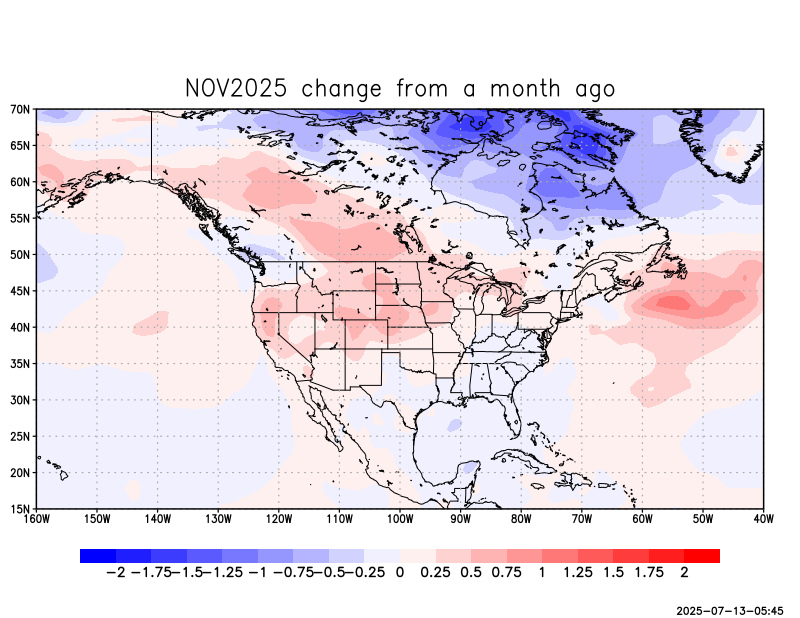 NOV2025 change from a month ago
70N
65N
60N
55N
50N
45N
40N
35N
30N
25N
20N
15N
160W 150W 140W 130W 120W 110W 100W 90W 80W 70W 60W 50W 40W
−2 −1.75 −1.5 −1.25 −1 −0.75 −0.5 −0.25 0 0.25 0.5 0.75 1 1.25 1.5 1.75 2
2025-07-13-05:45